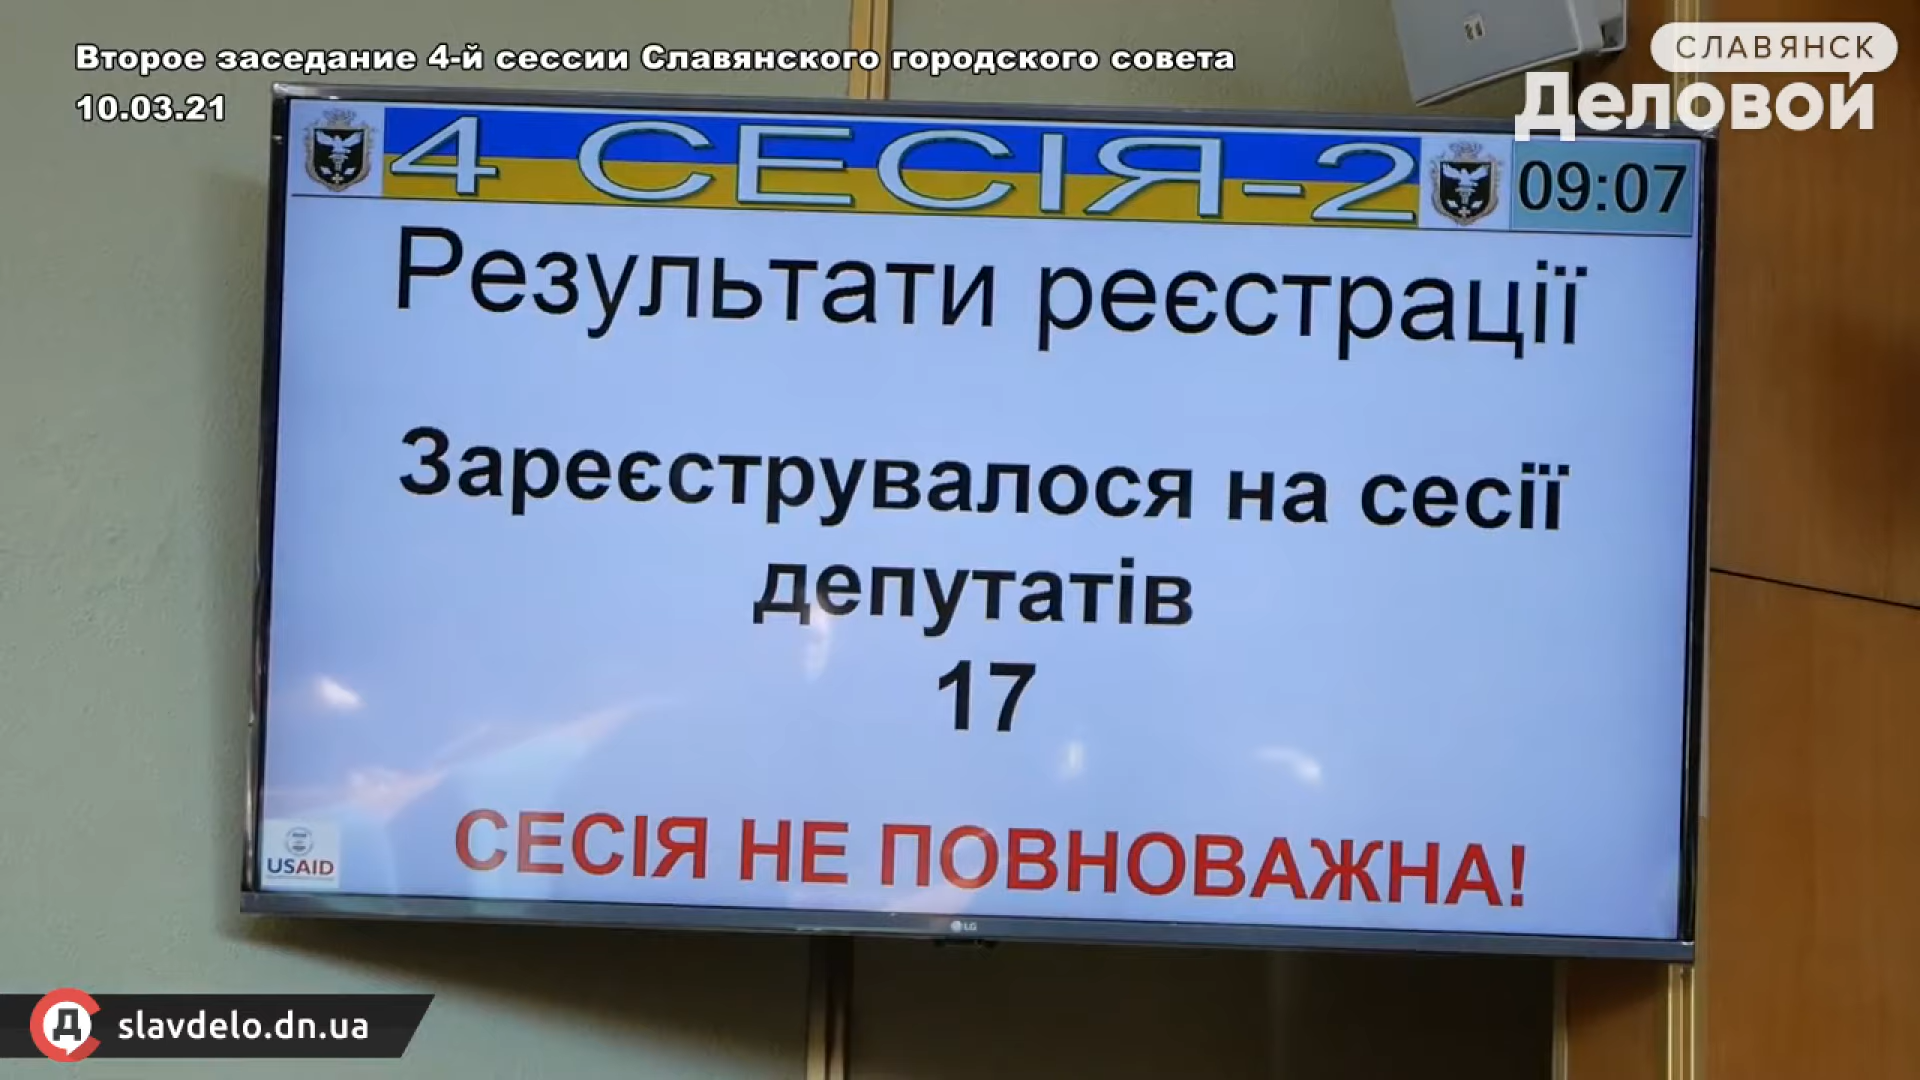 Второе заседание 4-й сессии Славянского городского совета
10.03.21
СЛАВЯНСК
Деловой
4 СЕСІЯ-2
09:07
Результати реєстрації
Зареєструвалося на сесії
депутатів
17
СЕСІЯ НЕ ПОВНОВАЖНА!
USAID
LG
Д
slavdelo.dn.ua